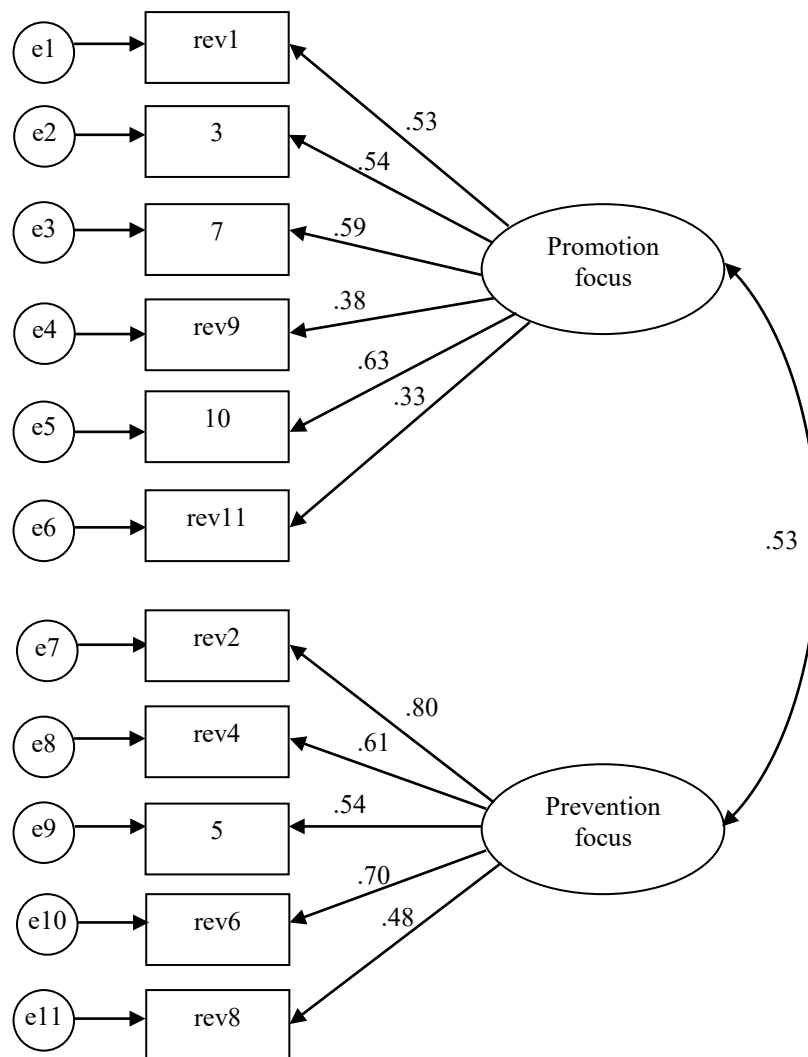 e1
rev1
.53
e2
3
.54
e3
7
.59
Promotion
focus
e4
rev9
.38
e5
10
.63
e6
rev11
.33
.53
e7
rev2
.80
e8
rev4
.61
e9
5
.54
Prevention
focus
e10
rev6
.70
e11
rev8
.48